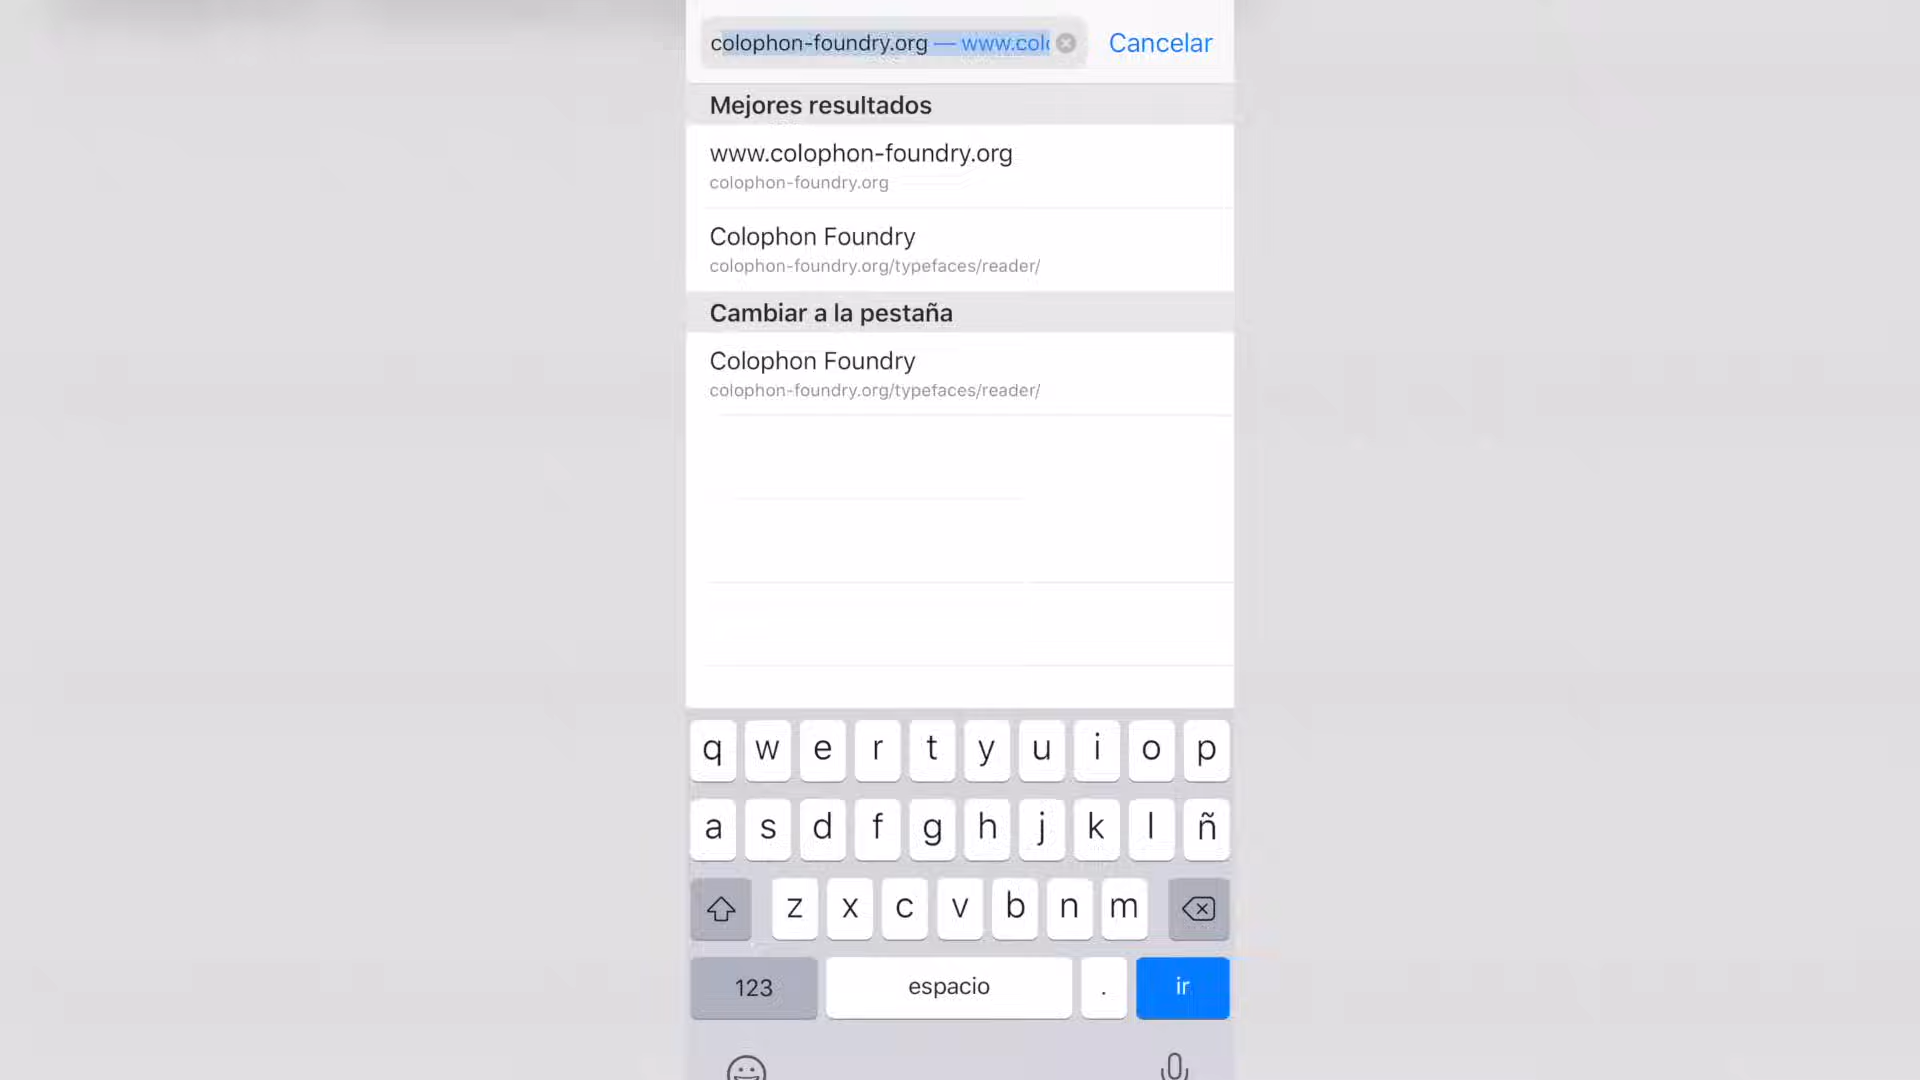 colophon-foundry.org — www.col
Cancelar
Mejores resultados
www.colophon-foundry.org
colophon-foundry.org
Colophon Foundry
colophon-foundry.org/typefaces/reader/
Cambiar a la pestaña
Colophon Foundry
colophon-foundry.org/typefaces/reader/
q w e r t y u i o p
a s d f g h j k l ñ
z x c v b n m
123 espacio . ir